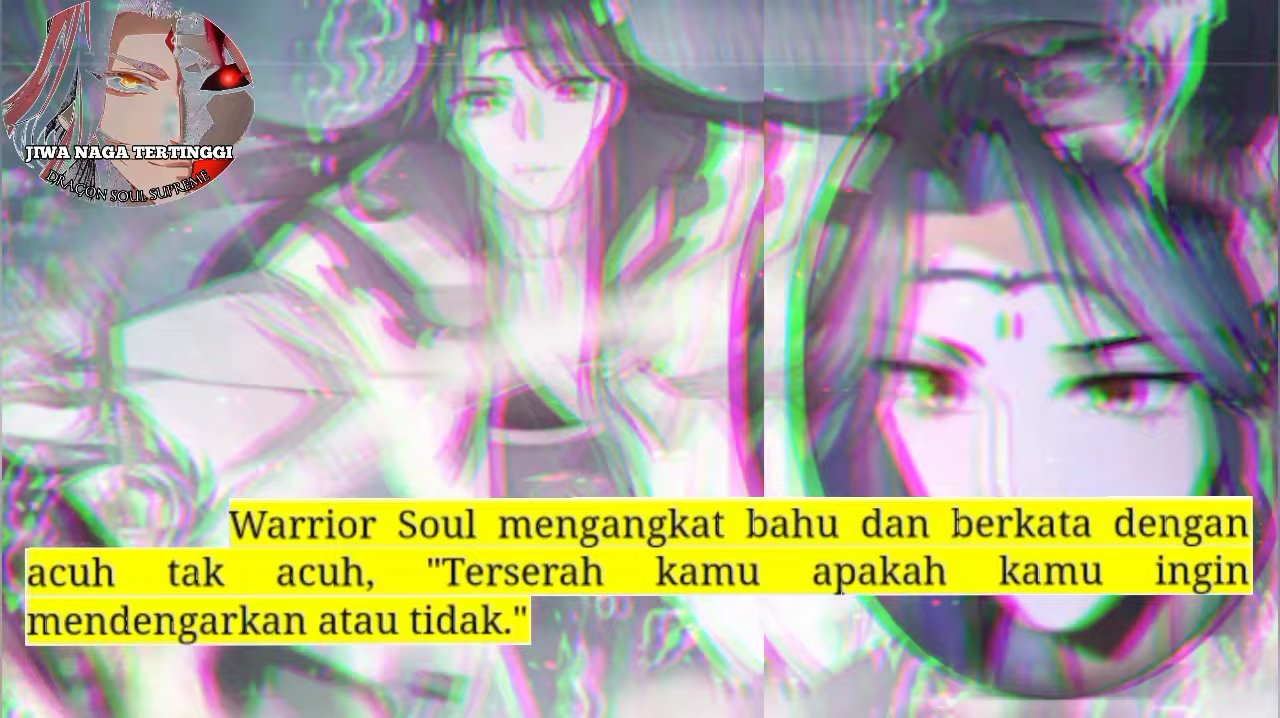 JIWA NAGA TERTINGGI
DRAGON SOUL SUPREME
Warrior Soul mengangkat bahu dan berkata dengan
acuh tak acuh, "Terserah kamu apakah kamu ingin
mendengarkan atau tidak."